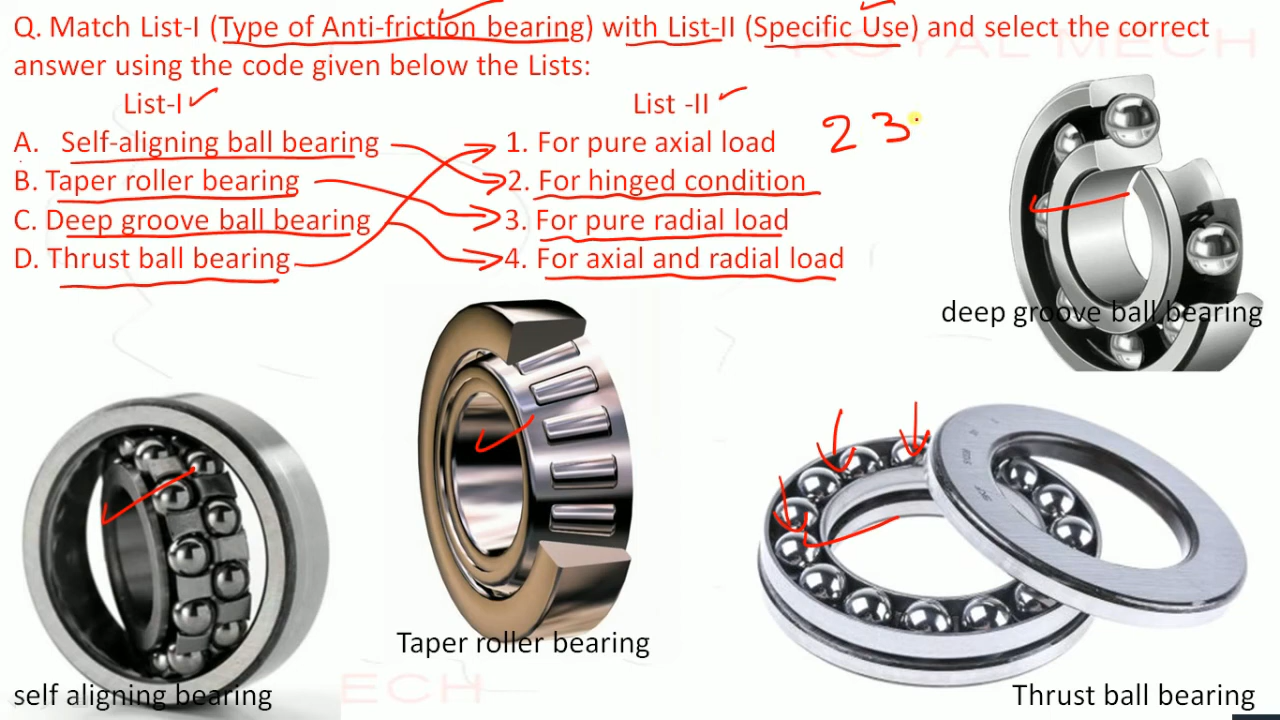 Q. Match List-I (Type of Anti-friction bearing) with List-II (Specific Use) and select the correct
answer using the code given below the Lists:
List-I List -II
A. Self-aligning ball bearing 1. For pure axial load 2 3
B. Taper roller bearing 2. For hinged condition
C. Deep groove ball bearing 3. For pure radial load
D. Thrust ball bearing 4. For axial and radial load
deep groove ball bearing
Taper roller bearing
self aligning bearing
Thrust ball bearing
ROYAL MECH
ECH